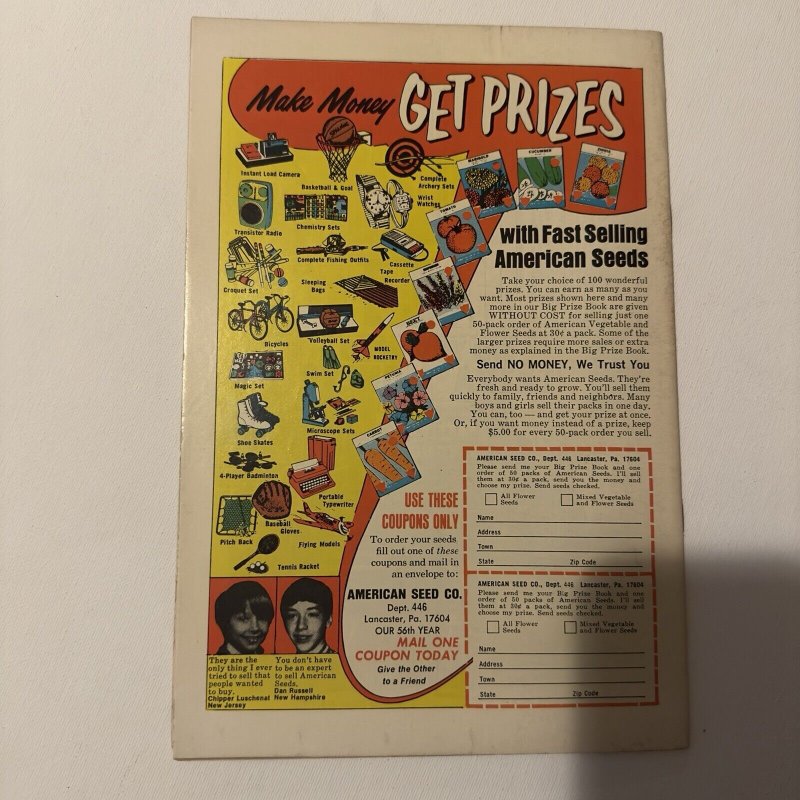 Make Money GET PRIZES
Instant Load Camera
Basketball & Goal
Complete
Archery Sets
Wrist
Watches
Transistor Radio
Chemistry Sets
Complete Fishing Outfits
Cassette
Tape
Recorder
Croquet Set
Sleeping
Bags
Bicycles
Volleyball Set
MODEL
ROCKETRY
Swim Set
Magic Set
Microscope Sets
Shoe Skates
4-Player Badminton
Portable
Typewriter
Baseball
Gloves
Pitch Back
Flying Models
Tennis Racket
MARIGOLD
CUCUMBER
ZINNIA
TOMATO
BEET
PETUNIA
CARROT
with Fast Selling
American Seeds
Take your choice of 100 wonderful
prizes. You can earn as many as you
want. Most prizes shown here and many
more in our Big Prize Book are given
WITHOUT COST for selling just one
50-pack order of American Vegetable and
Flower Seeds at 30¢ a pack. Some of the
larger prizes require more sales or extra
money as explained in the Big Prize Book.
Send NO MONEY, We Trust You
Everybody wants American Seeds. They're
fresh and ready to grow. You'll sell them
quickly to family, friends and neighbors. Many
boys and girls sell their packs in one day.
You can, too — and get your prize at once.
Or, if you want money instead of a prize, keep
$5.00 for every 50-pack order you sell.
USE THESE
COUPONS ONLY
To order your seeds
fill out one of these
coupons and mail in
an envelope to:
AMERICAN SEED CO.
Dept. 446
Lancaster, Pa. 17604
OUR 56th YEAR
MAIL ONE
COUPON TODAY
Give the Other
to a Friend
AMERICAN SEED CO., Dept. 446 Lancaster, Pa. 17604
Please send me your Big Prize Book and one
order of 50 packs of American Seeds. I'll sell
them at 30¢ a pack, send you the money and
choose my prize. Send seeds checked.
All Flower
Seeds
Mixed Vegetable
and Flower Seeds
Name
Address
Town
State Zip Code
AMERICAN SEED CO., Dept. 446 Lancaster, Pa. 17604
Please send me your Big Prize Book and one
order of 50 packs of American Seeds. I'll sell
them at 30¢ a pack, send you the money and
choose my prize. Send seeds checked.
All Flower
Seeds
Mixed Vegetable
and Flower Seeds
Name
Address
Town
State Zip Code
They are the
only thing I ever
tried to sell that
people wanted
to buy.
Chipper Luschenat
New Jersey
You don't have
to be an expert
to sell American
Seeds.
Dan Russell
New Hampshire